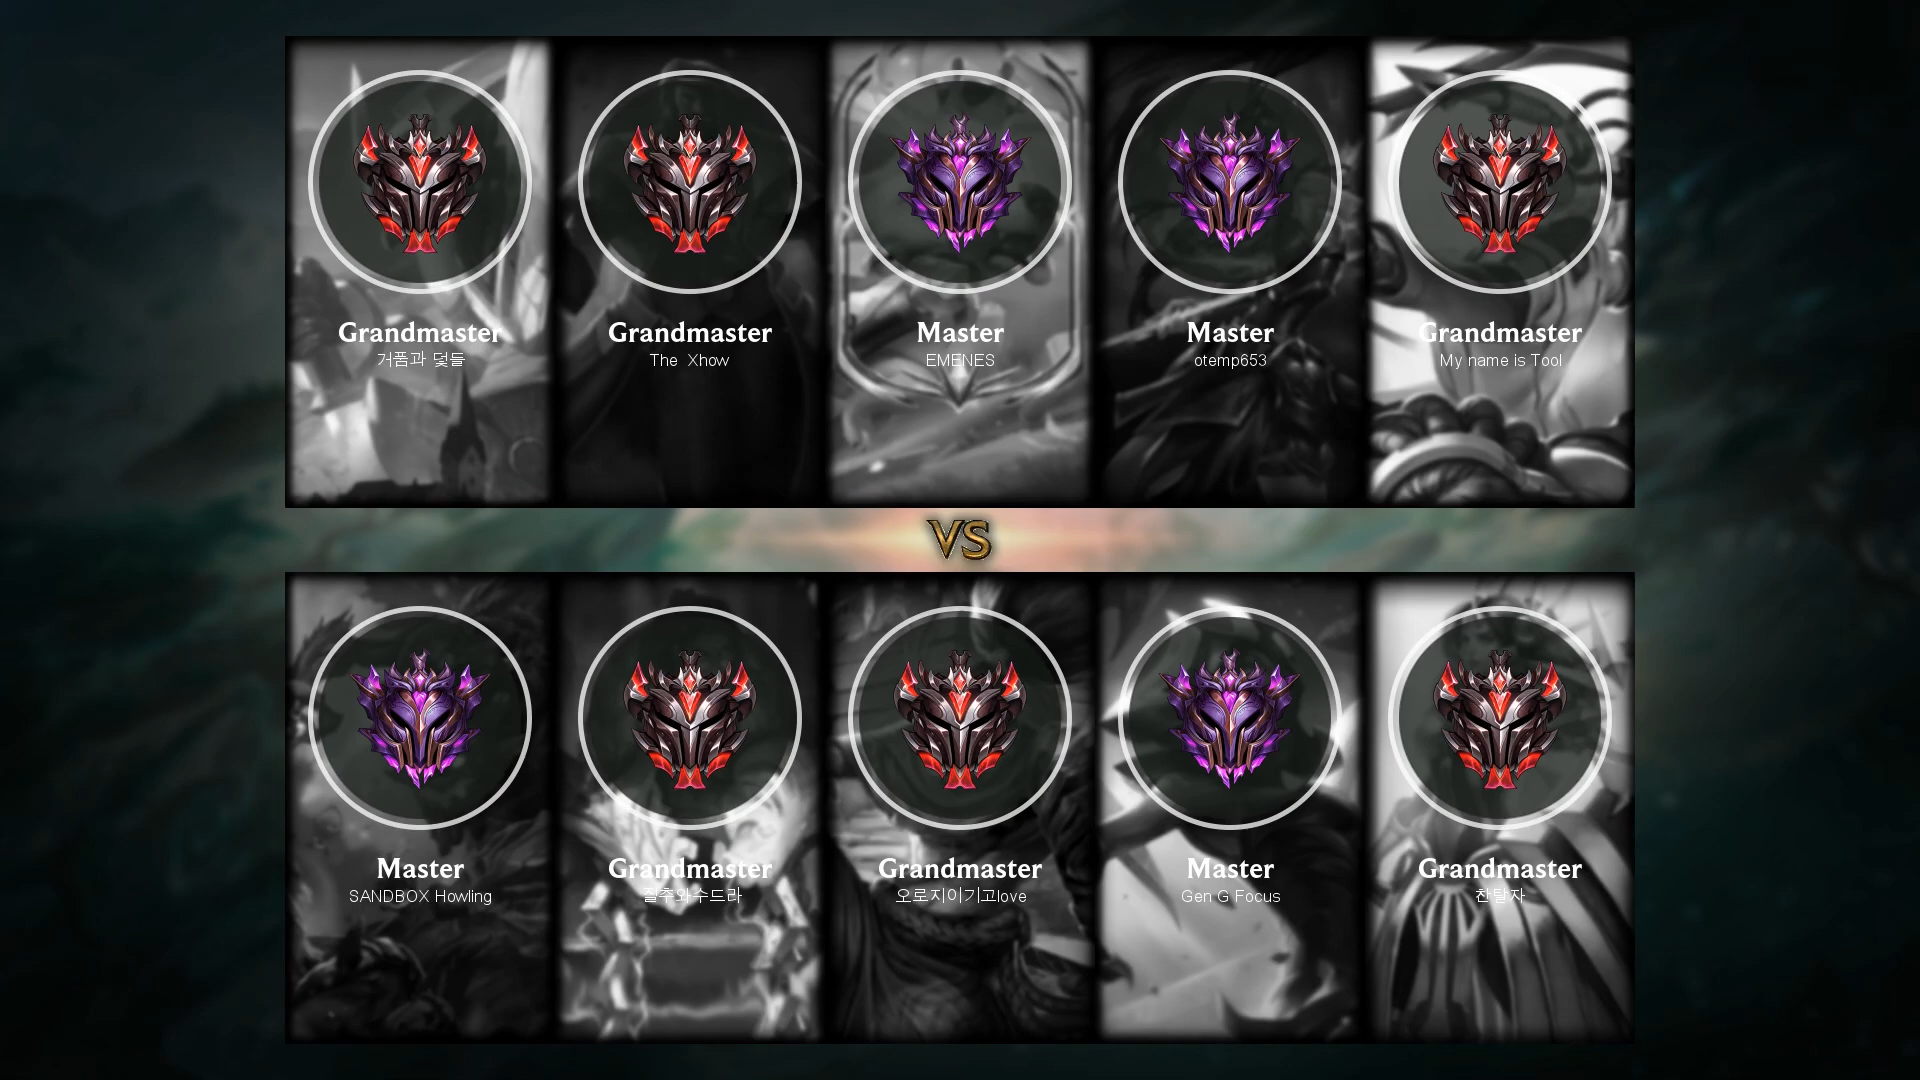 Grandmaster
거품과 덫들
Grandmaster
The Xhow
Master
EMENES
Master
otemp653
Grandmaster
My name is Tool
VS
Master
SANDBOX Howling
Grandmaster
질추와수드라
Grandmaster
오로지이기고love
Master
Gen G Focus
Grandmaster
찬탈자